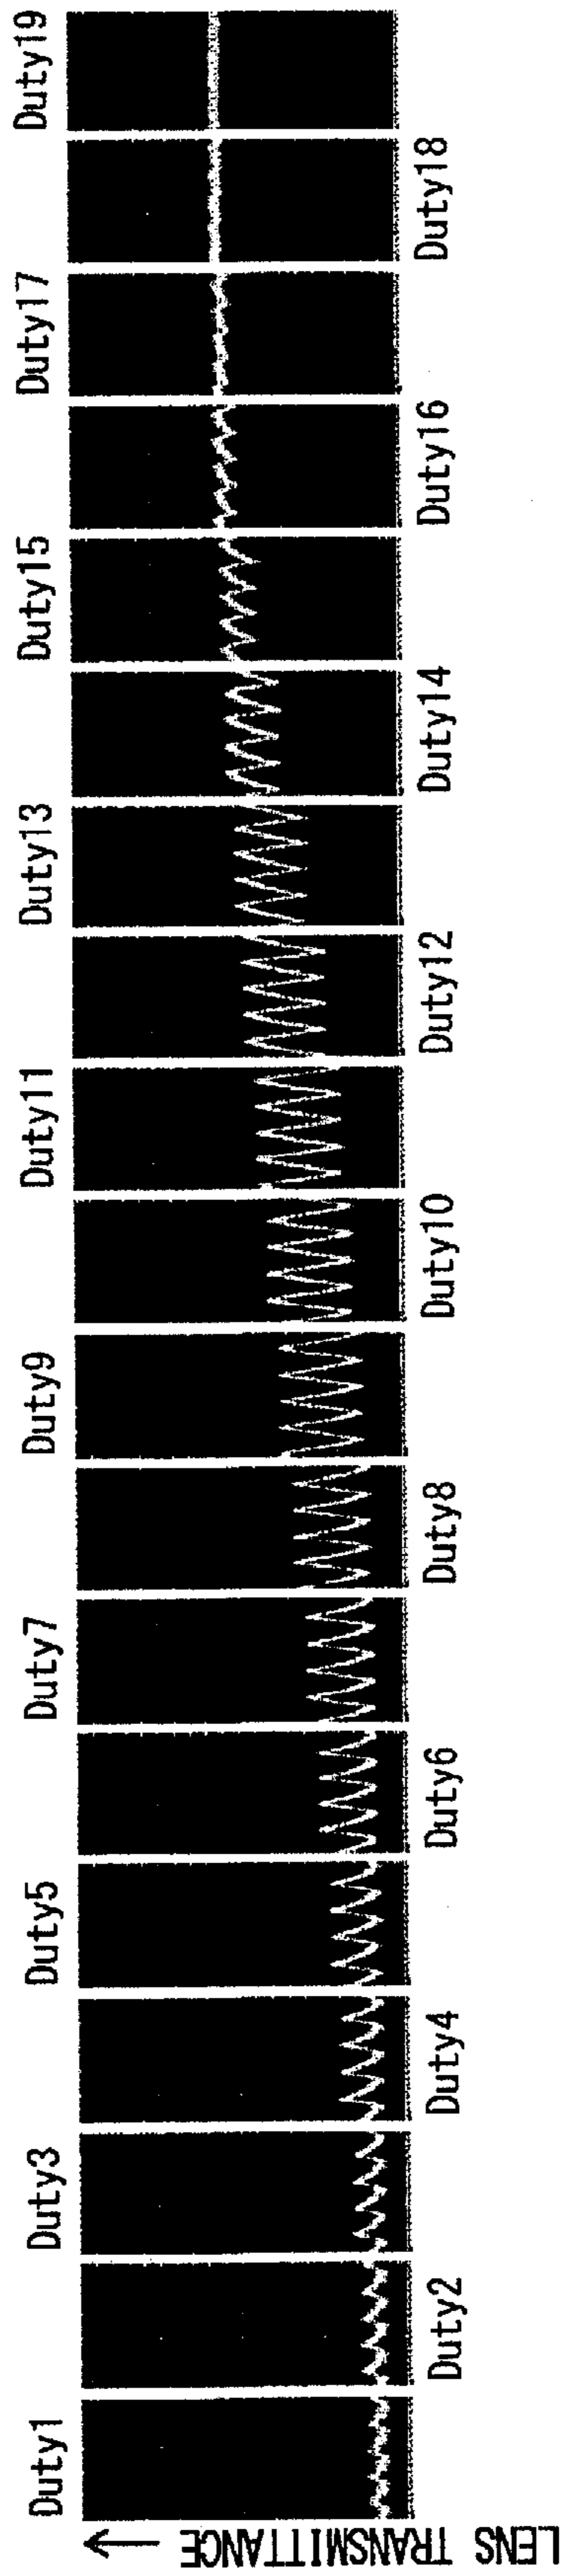 LENS TRANSMITTANCE
Duty1
Duty2
Duty3
Duty4
Duty5
Duty6
Duty7
Duty8
Duty9
Duty10
Duty11
Duty12
Duty13
Duty14
Duty15
Duty16
Duty17
Duty18
Duty19